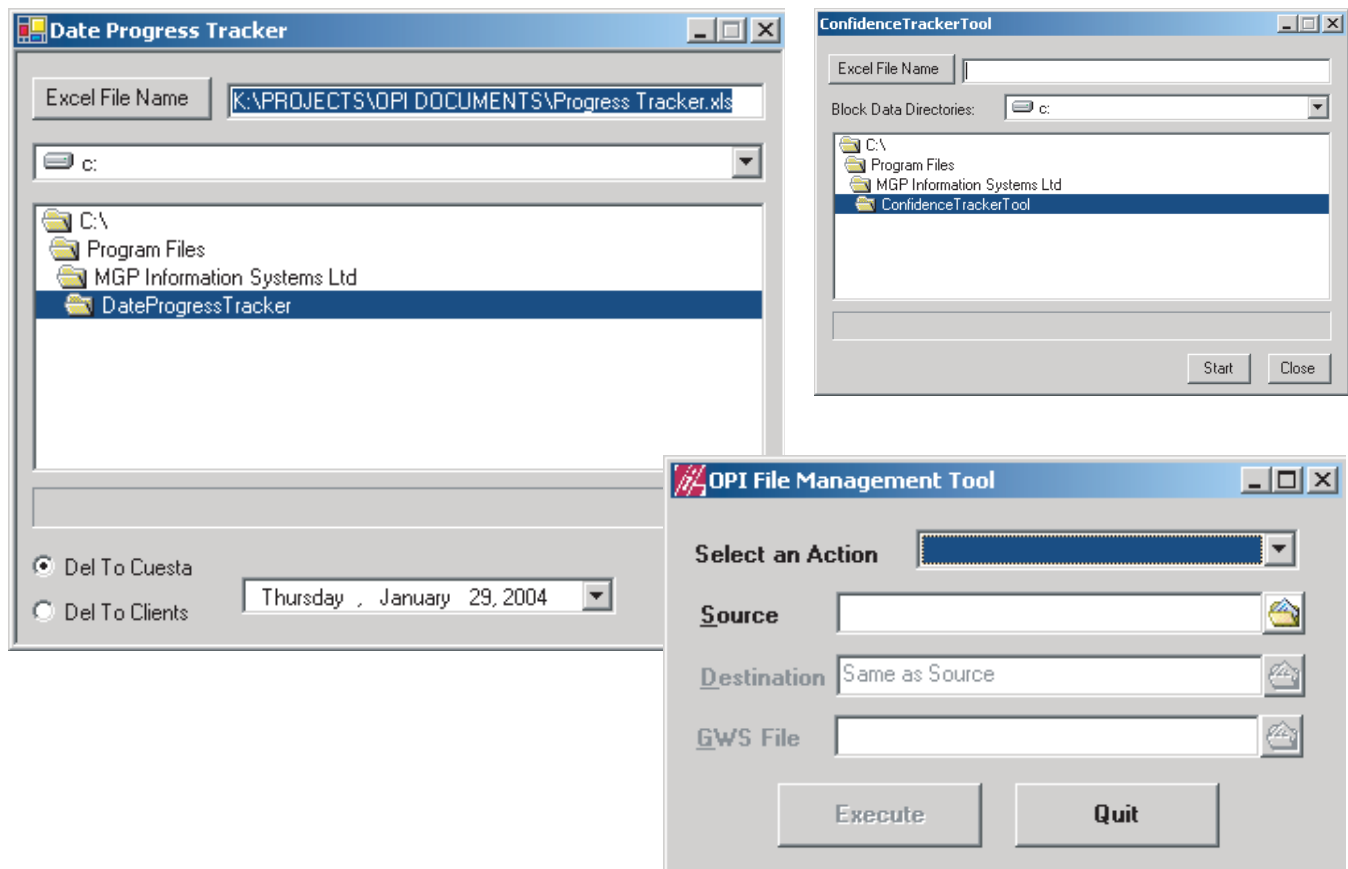 Date Progress Tracker
Excel File Name
K:\PROJECTS\OPI DOCUMENTS\Progress Tracker.xls
c:
C:\
Program Files
MGP Information Systems Ltd
DateProgressTracker
Del To Cuesta
Del To Clients
Thursday , January 29, 2004
ConfidenceTrackerTool
Excel File Name
Block Data Directories:
c:
C:\
Program Files
MGP Information Systems Ltd
ConfidenceTrackerTool
Start
Close
OPI File Management Tool
Select an Action
Source
Destination
Same as Source
GWS File
Execute
Quit